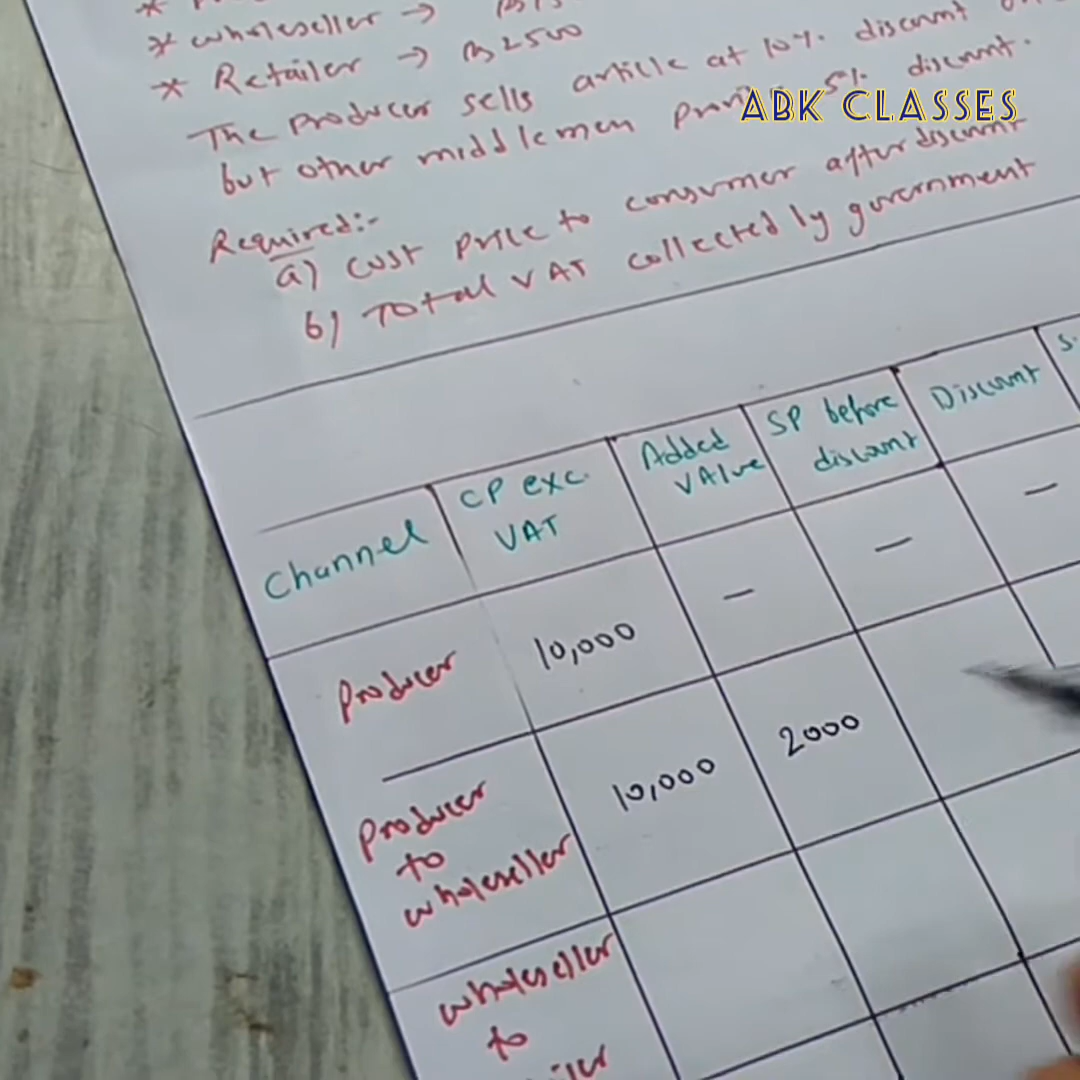 * wholeseller →
* Retailer → Rs 2500
The producer sells article at 10% discount
but other middlemen 5% discount.
ABK CLASSES
Required:-
a) cost price to consumer after discount
b) Total VAT collected by government
Channel CP exc. VAT Added VAlue SP before discount Discount S.
Producer 10,000 — — —
Producer to wholeseller 10,000 2000
wholeseller
to